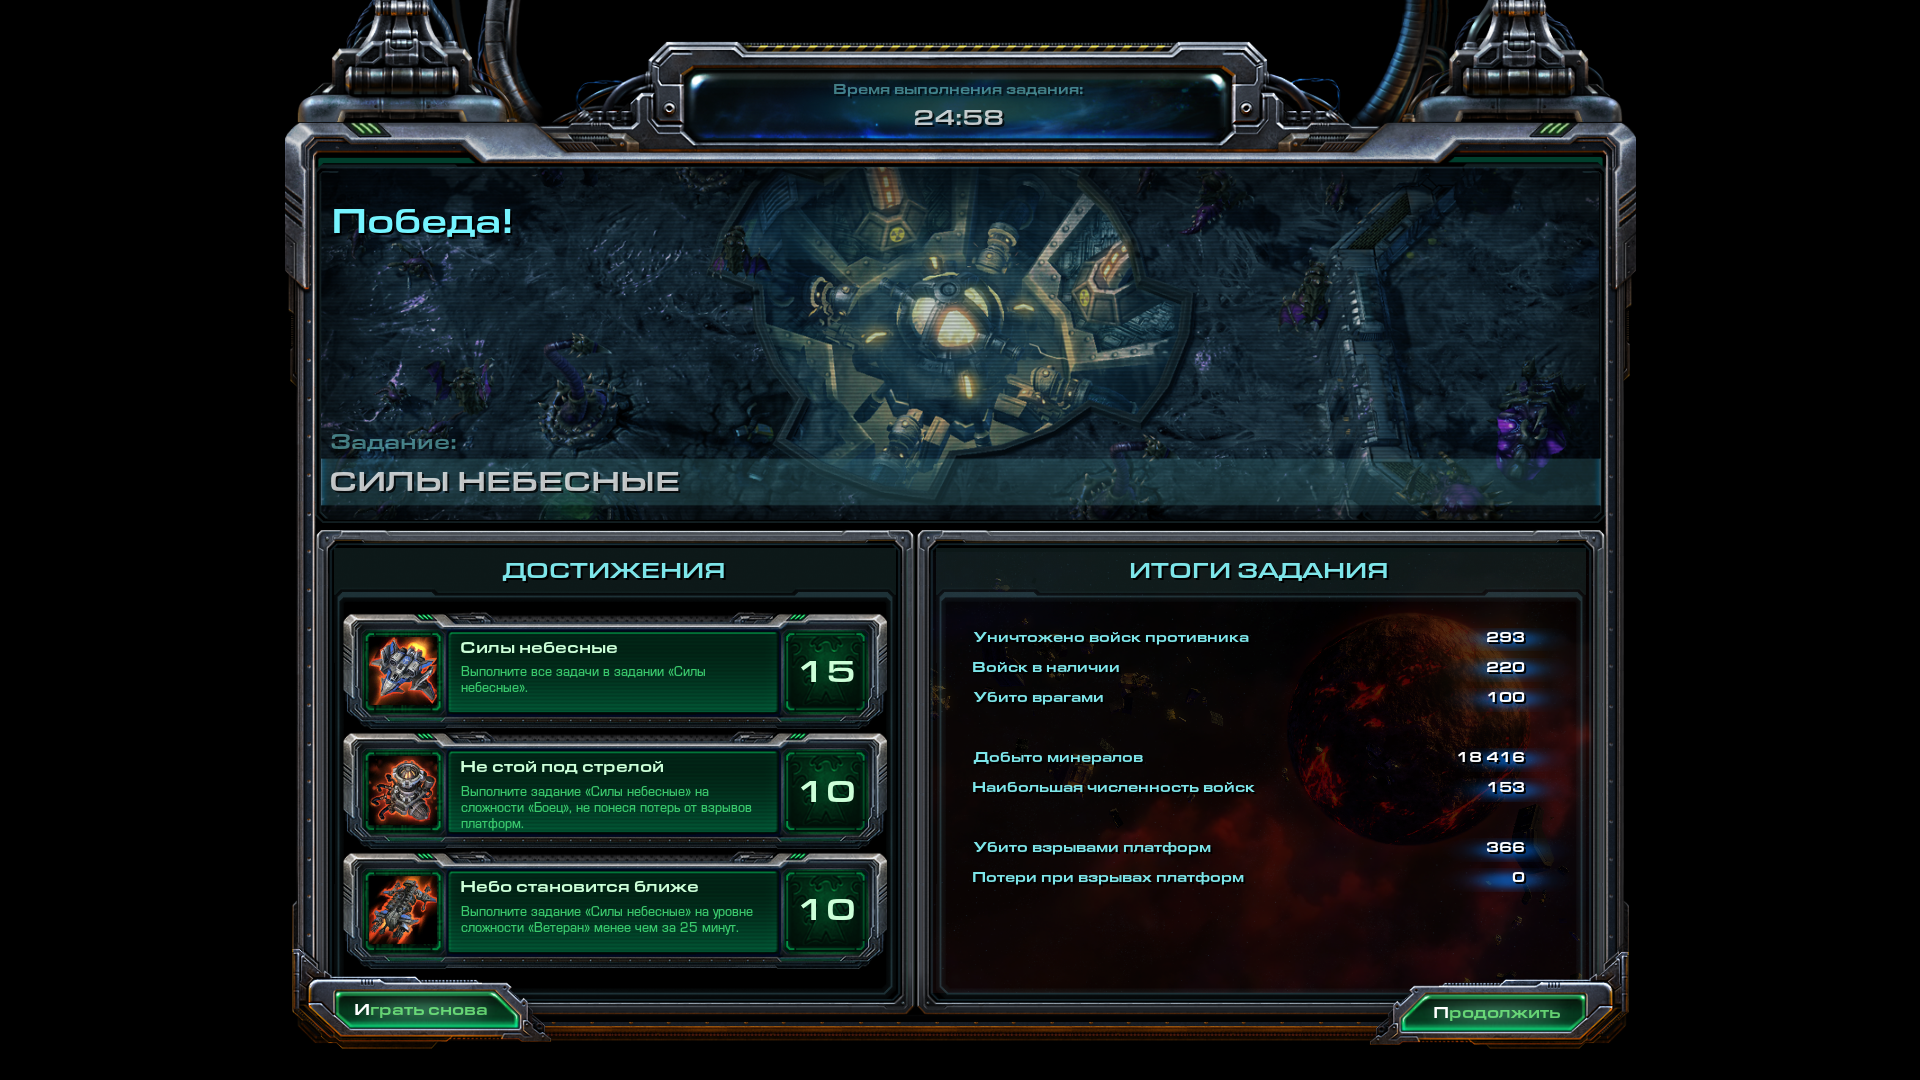 Время выполнения задания:
24:58
Победа!
Задание:
СИЛЫ НЕБЕСНЫЕ
ДОСТИЖЕНИЯ
Силы небесные
Выполните все задачи в задании «Силы
небесные».
15
Не стой под стрелой
Выполните задание «Силы небесные» на
сложности «Боец», не понеся потерь от взрывов
платформ.
10
Небо становится ближе
Выполните задание «Силы небесные» на уровне
сложности «Ветеран» менее чем за 25 минут.
10
ИТОГИ ЗАДАНИЯ
Уничтожено войск противника 293
Войск в наличии 220
Убито врагами 100
Добыто минералов 18 416
Наибольшая численность войск 153
Убито взрывами платформ 366
Потери при взрывах платформ 0
Играть снова
Продолжить